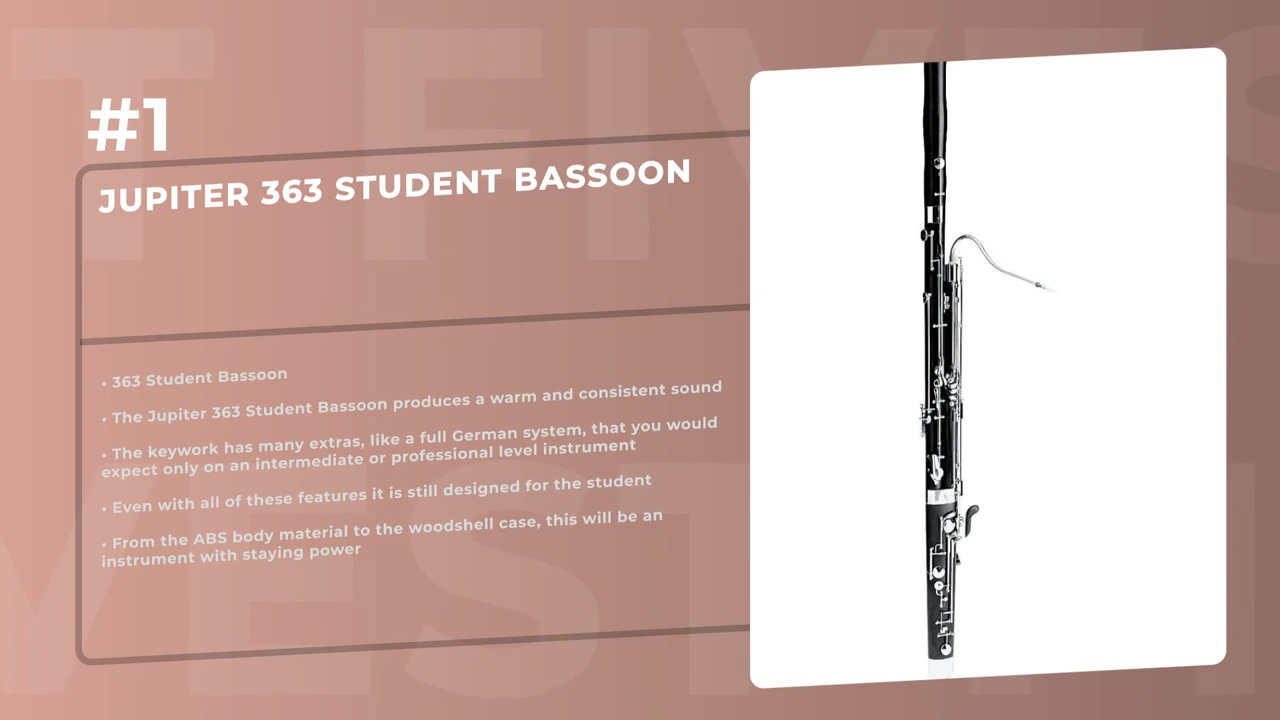 #1
JUPITER 363 STUDENT BASSOON
• 363 Student Bassoon
• The Jupiter 363 Student Bassoon produces a warm and consistent sound
• The keywork has many extras, like a full German system, that you would
expect only on an intermediate or professional level instrument
• Even with all of these features it is still designed for the student
• From the ABS body material to the woodshell case, this will be an
instrument with staying power